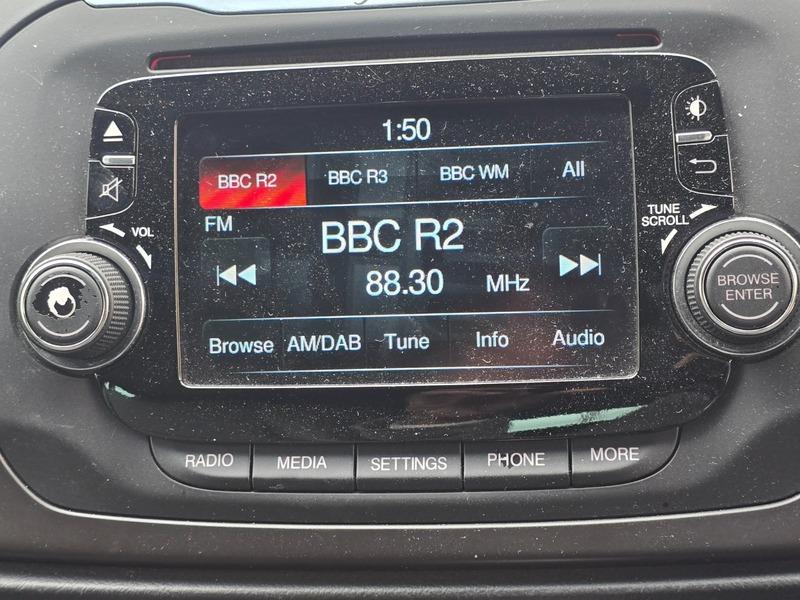 1:50
BBC R2 BBC R3 BBC WM All
FM
BBC R2
88.30 MHz
Browse AM/DAB Tune Info Audio
VOL
TUNE
SCROLL
BROWSE
ENTER
RADIO MEDIA SETTINGS PHONE MORE